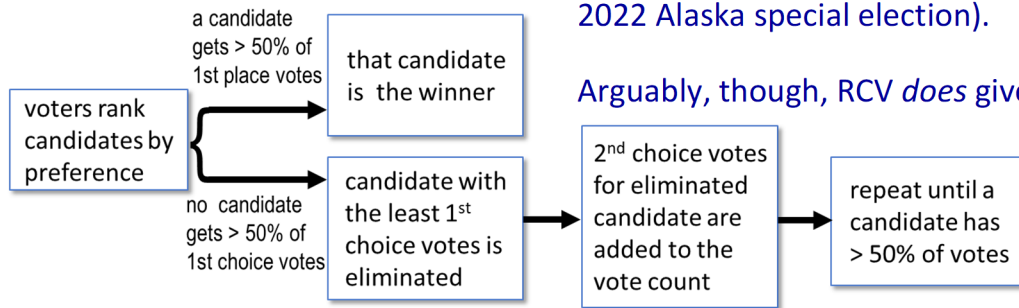 2022 Alaska special election).
Arguably, though, RCV does give
voters rank
candidates by
preference
a candidate
gets > 50% of
1st place votes
that candidate
is the winner
no candidate
gets > 50% of
1st choice votes
candidate with
the least 1st
choice votes is
eliminated
2nd choice votes
for eliminated
candidate are
added to the
vote count
repeat until a
candidate has
> 50% of votes